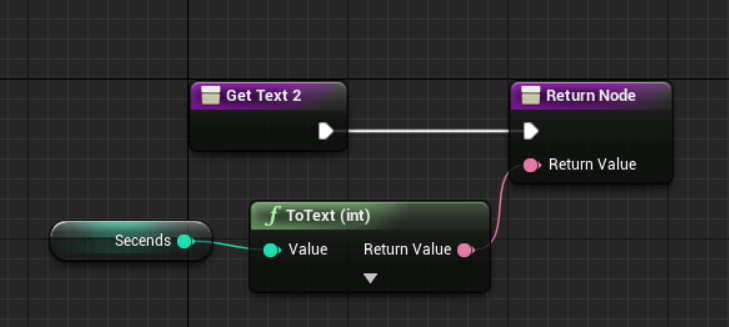 Get Text 2
Return Node
Return Value
ToText (int)
Secends
Value
Return Value